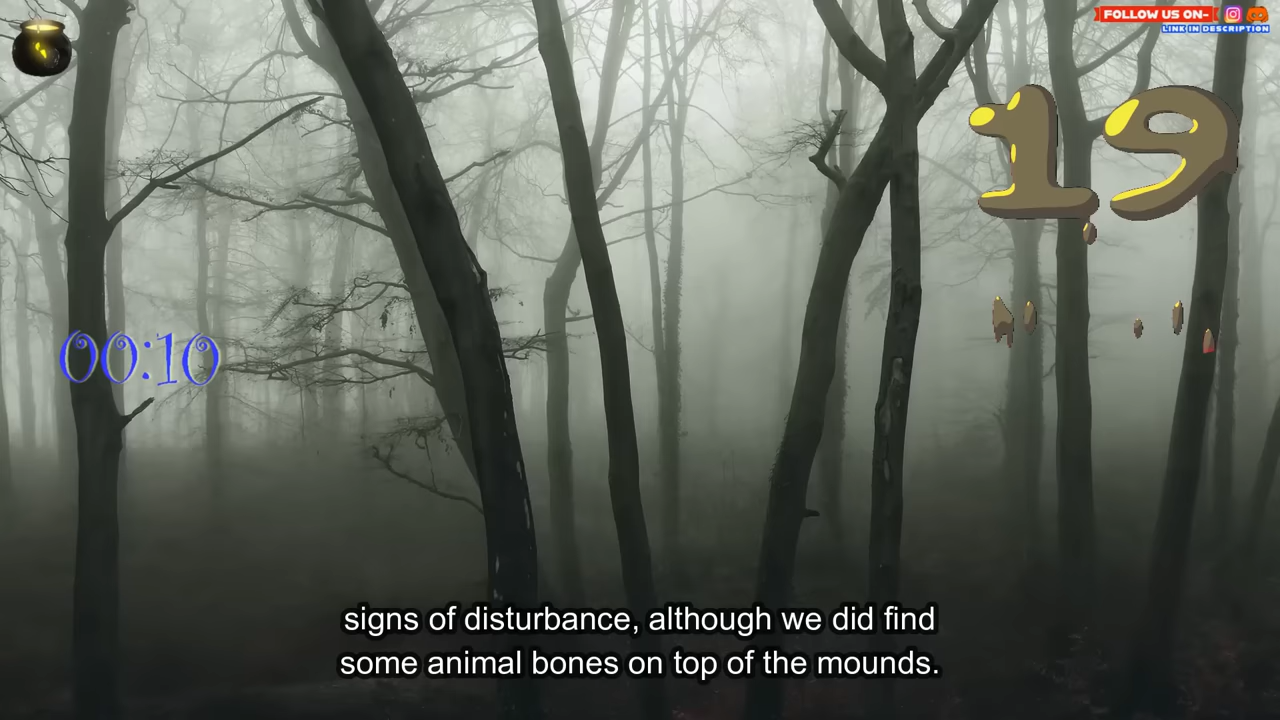 FOLLOW US ON-
LINK IN DESCRIPTION
19
00:10
signs of disturbance, although we did find
some animal bones on top of the mounds.